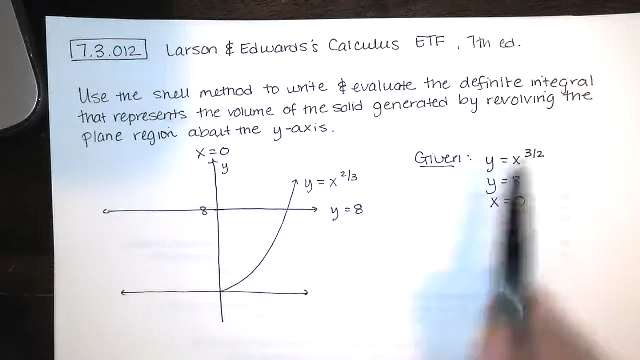 7.3.012 Larson & Edwards's Calculus ETF, 7th ed.
Use the shell method to write & evaluate the definite integral
that represents the volume of the solid generated by revolving the
plane region about the y-axis.
x=0
y
y = x^2/3
8
y = 8
Given: y = x^3/2
y = 8
x =